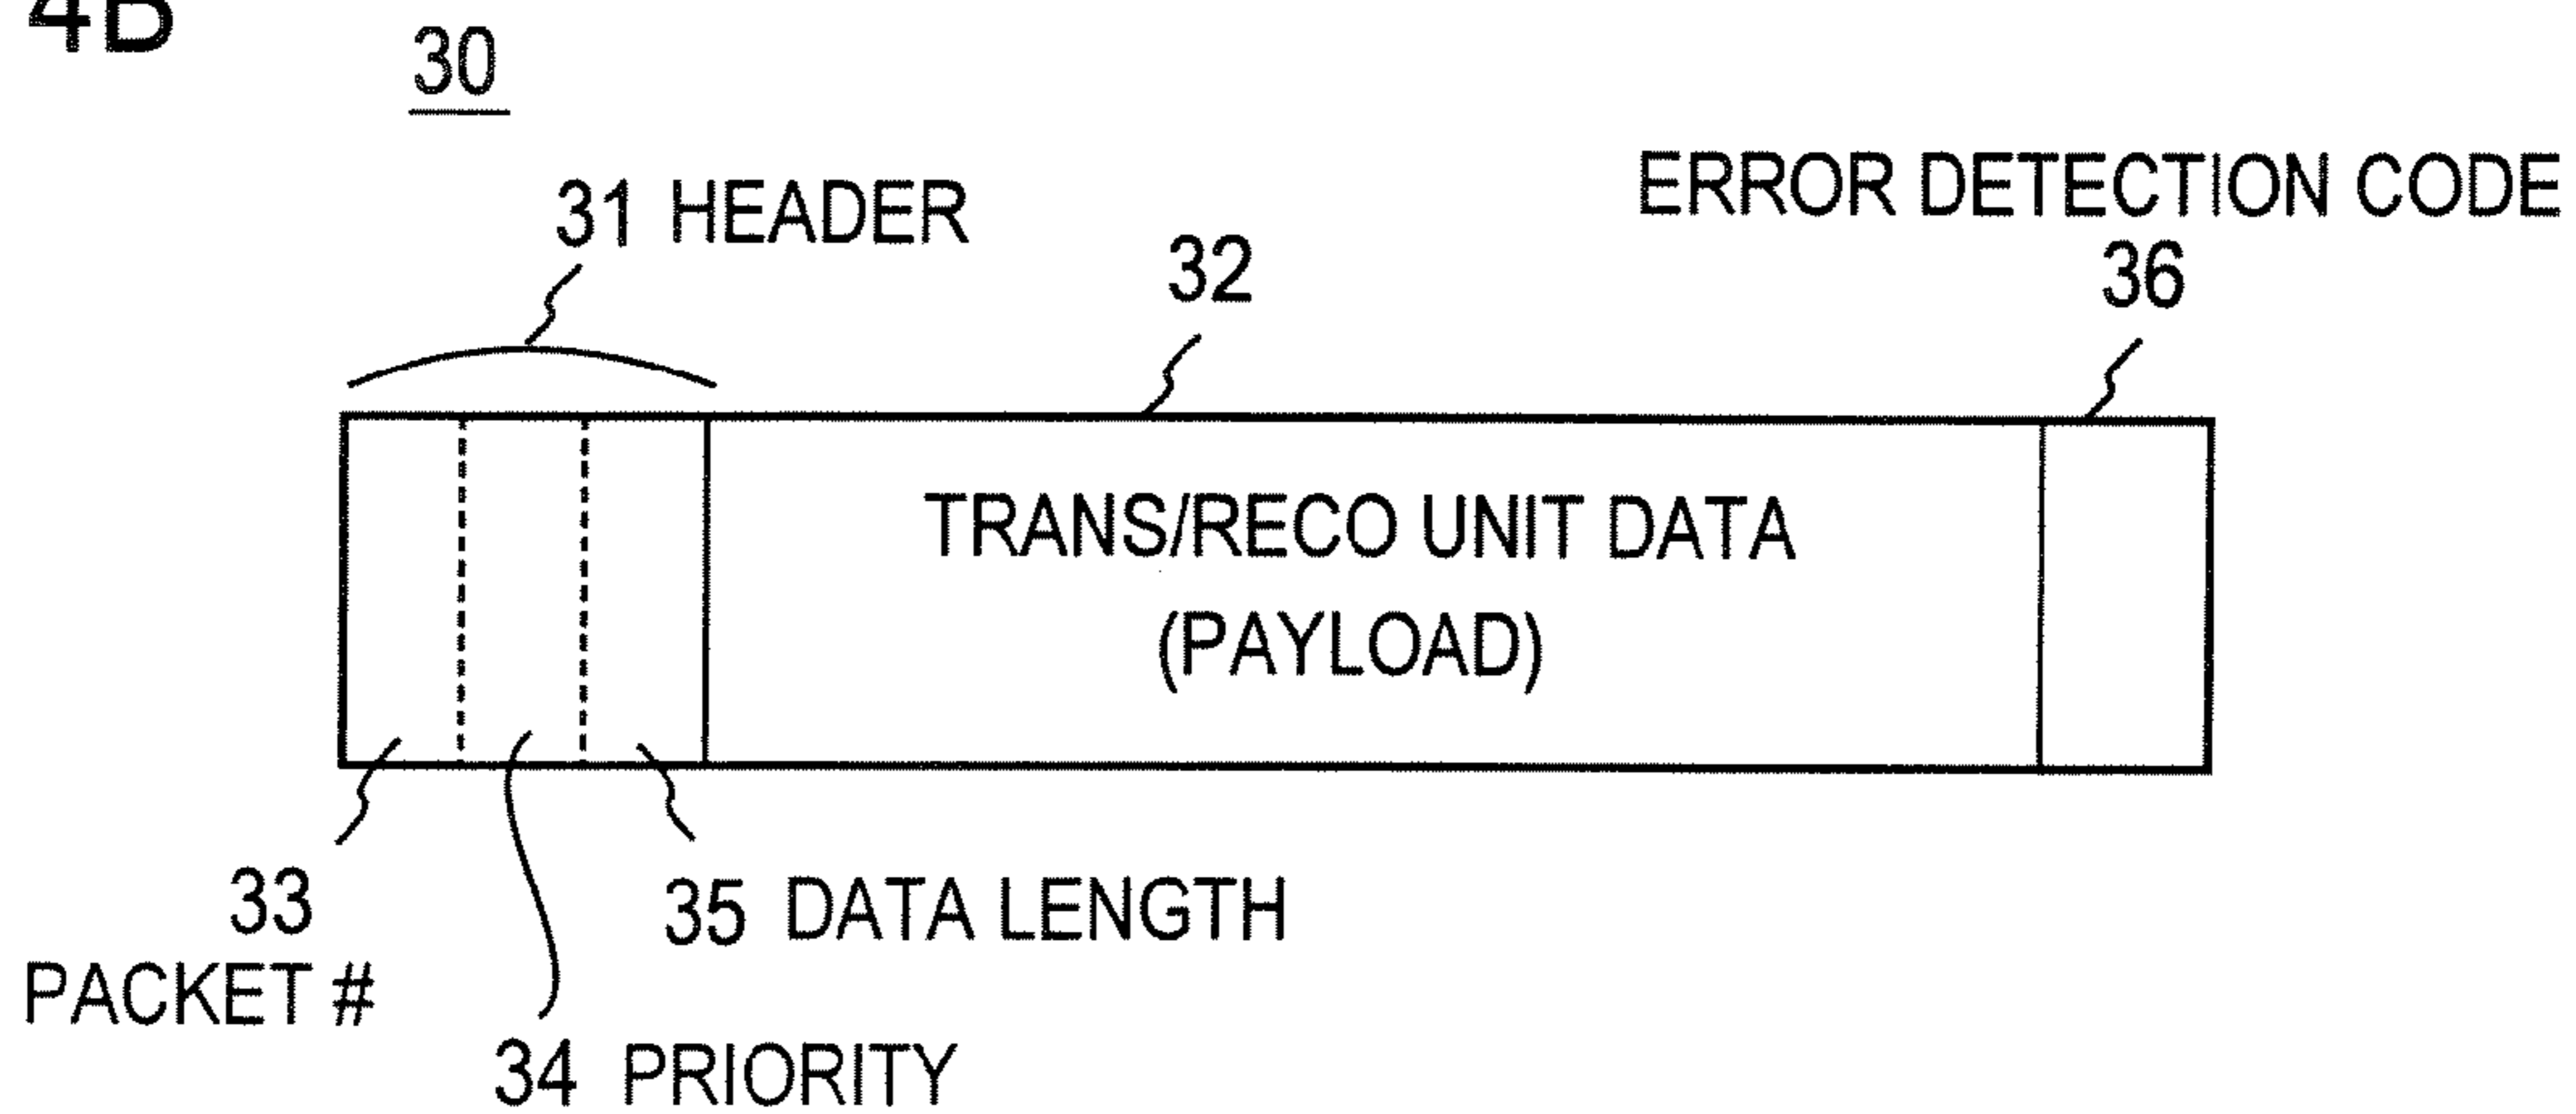 4B
30
31 HEADER
ERROR DETECTION CODE
32
36
TRANS/RECO UNIT DATA
(PAYLOAD)
33
PACKET #
35 DATA LENGTH
34 PRIORITY